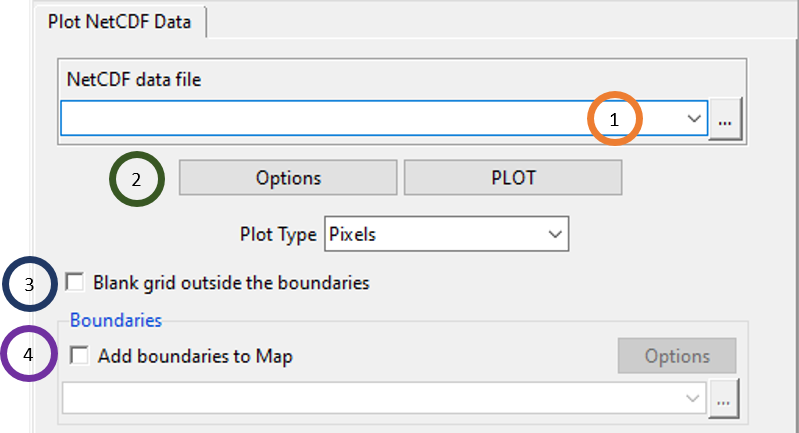 Plot NetCDF Data
NetCDF data file
1
...
2
Options
PLOT
Plot Type
Pixels
3
Blank grid outside the boundaries
Boundaries
4
Add boundaries to Map
Options
...